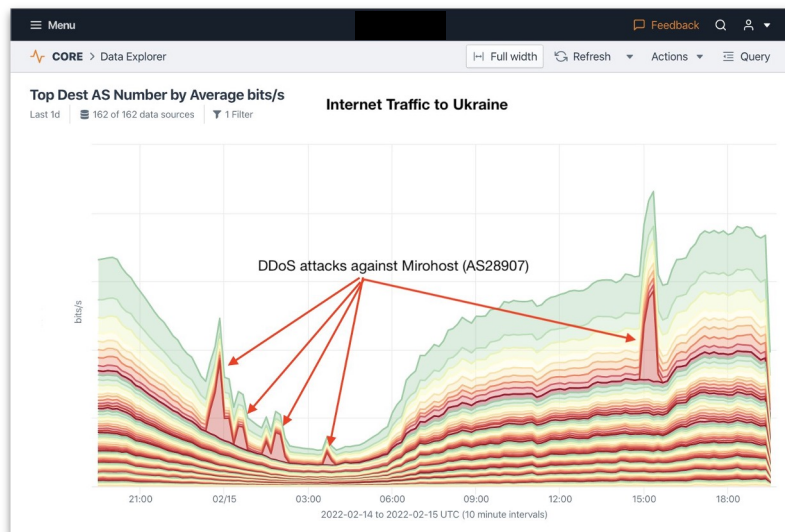 Menu
Feedback
CORE > Data Explorer
Full width
Refresh
Actions
Query
Top Dest AS Number by Average bits/s
Internet Traffic to Ukraine
Last 1d
162 of 162 data sources
1 Filter
DDoS attacks against Mirohost (AS28907)
bits/s
21:00 02/15 03:00 06:00 09:00 12:00 15:00 18:00
2022-02-14 to 2022-02-15 UTC (10 minute intervals)